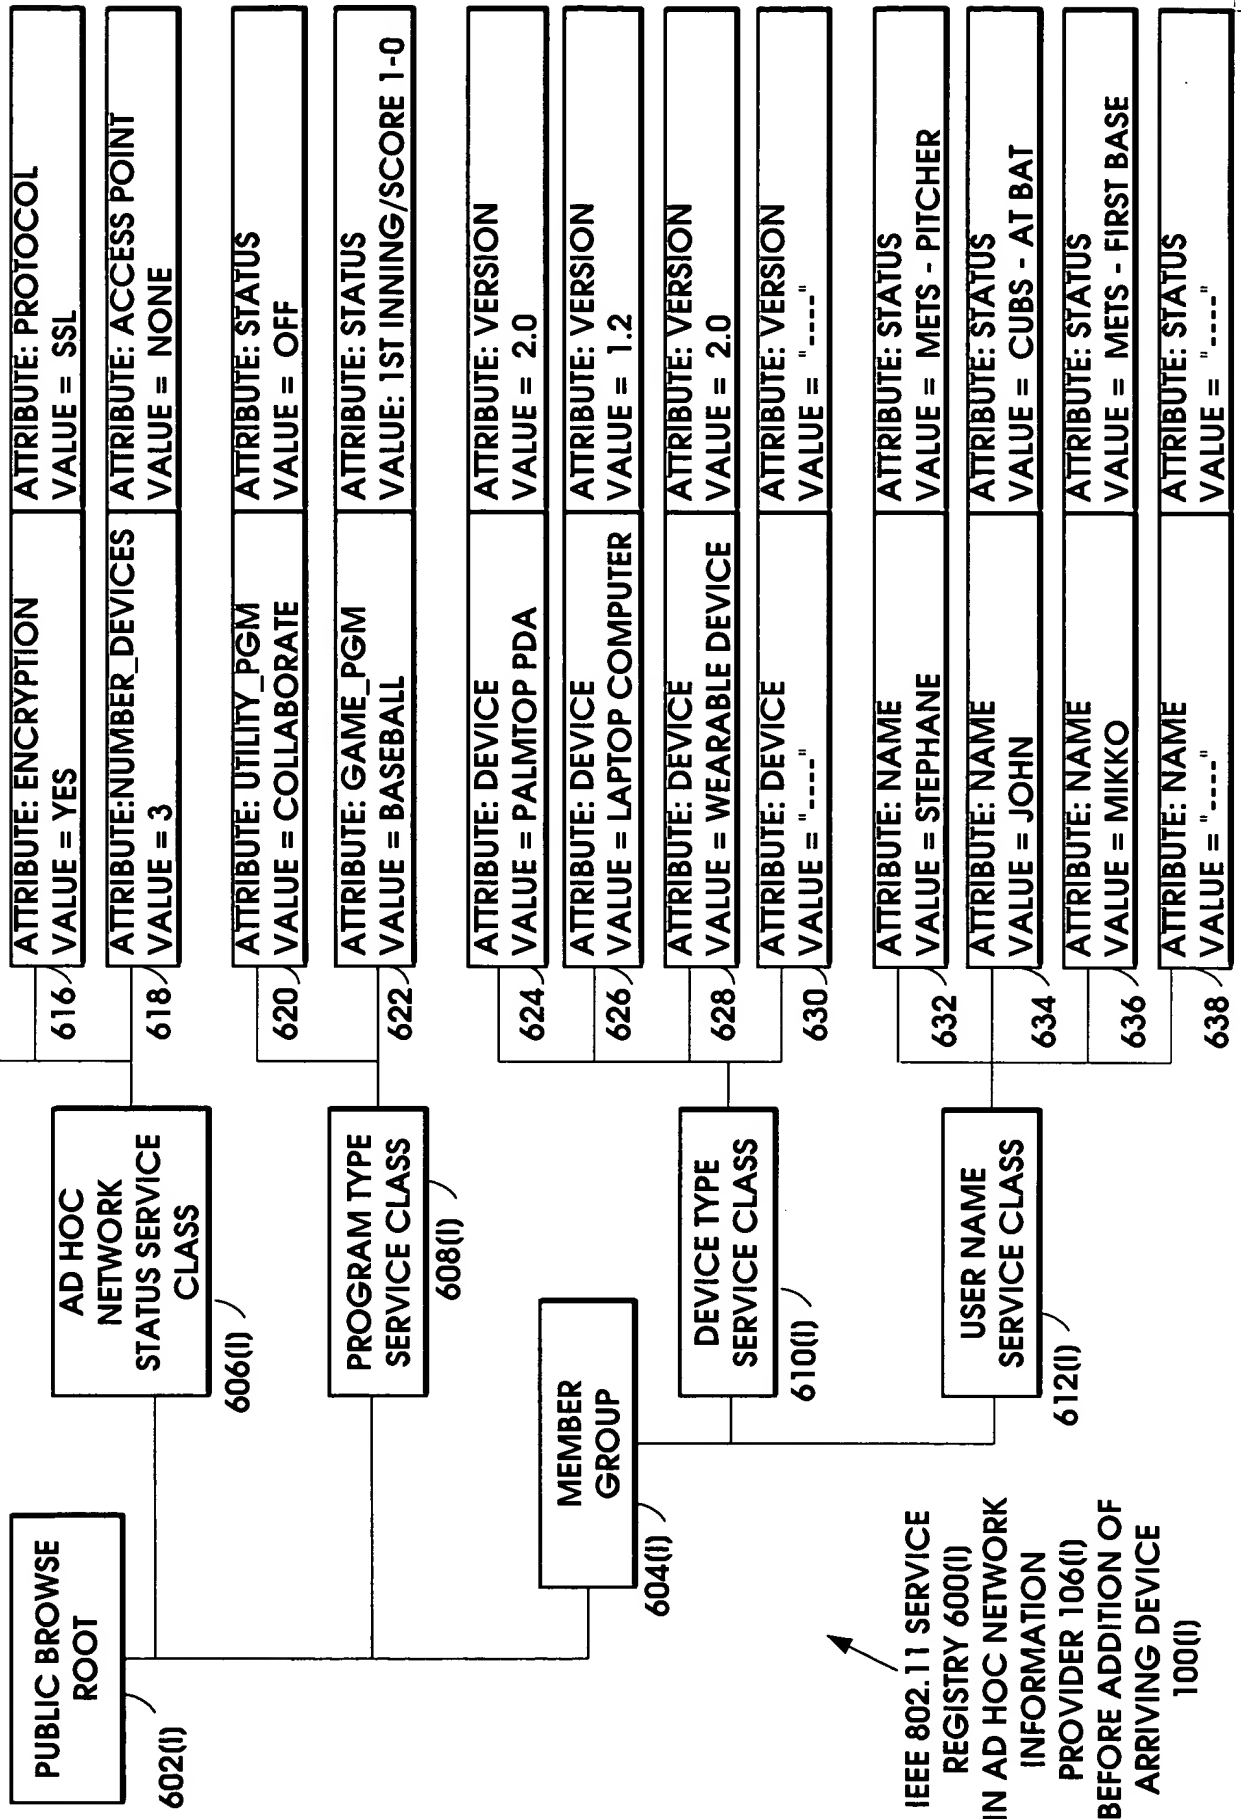 PUBLIC BROWSE
ROOT
602(I)
AD HOC
NETWORK
STATUS SERVICE
CLASS
606(I)
ATTRIBUTE: ENCRYPTION
VALUE = YES
ATTRIBUTE: PROTOCOL
VALUE = SSL
616
ATTRIBUTE:NUMBER_DEVICES
VALUE = 3
ATTRIBUTE: ACCESS POINT
VALUE = NONE
618
PROGRAM TYPE
SERVICE CLASS
608(I)
ATTRIBUTE: UTILITY_PGM
VALUE = COLLABORATE
ATTRIBUTE: STATUS
VALUE = OFF
620
ATTRIBUTE: GAME_PGM
VALUE = BASEBALL
ATTRIBUTE: STATUS
VALUE: 1ST INNING/SCORE 1-0
622
MEMBER
GROUP
604(I)
DEVICE TYPE
SERVICE CLASS
610(I)
ATTRIBUTE: DEVICE
VALUE = PALMTOP PDA
ATTRIBUTE: VERSION
VALUE = 2.0
624
ATTRIBUTE: DEVICE
VALUE = LAPTOP COMPUTER
ATTRIBUTE: VERSION
VALUE = 1.2
626
ATTRIBUTE: DEVICE
VALUE = WEARABLE DEVICE
ATTRIBUTE: VERSION
VALUE = 2.0
628
ATTRIBUTE: DEVICE
VALUE = "----"
ATTRIBUTE: VERSION
VALUE = "----"
630
USER NAME
SERVICE CLASS
612(I)
ATTRIBUTE: NAME
VALUE = STEPHANE
ATTRIBUTE: STATUS
VALUE = METS - PITCHER
632
ATTRIBUTE: NAME
VALUE = JOHN
ATTRIBUTE: STATUS
VALUE = CUBS - AT BAT
634
ATTRIBUTE: NAME
VALUE = MIKKO
ATTRIBUTE: STATUS
VALUE = METS - FIRST BASE
636
ATTRIBUTE: NAME
VALUE = "----"
ATTRIBUTE: STATUS
VALUE = "----"
638
IEEE 802.11 SERVICE
REGISTRY 600(I)
IN AD HOC NETWORK
INFORMATION
PROVIDER 106(I)
BEFORE ADDITION OF
ARRIVING DEVICE
100(I)